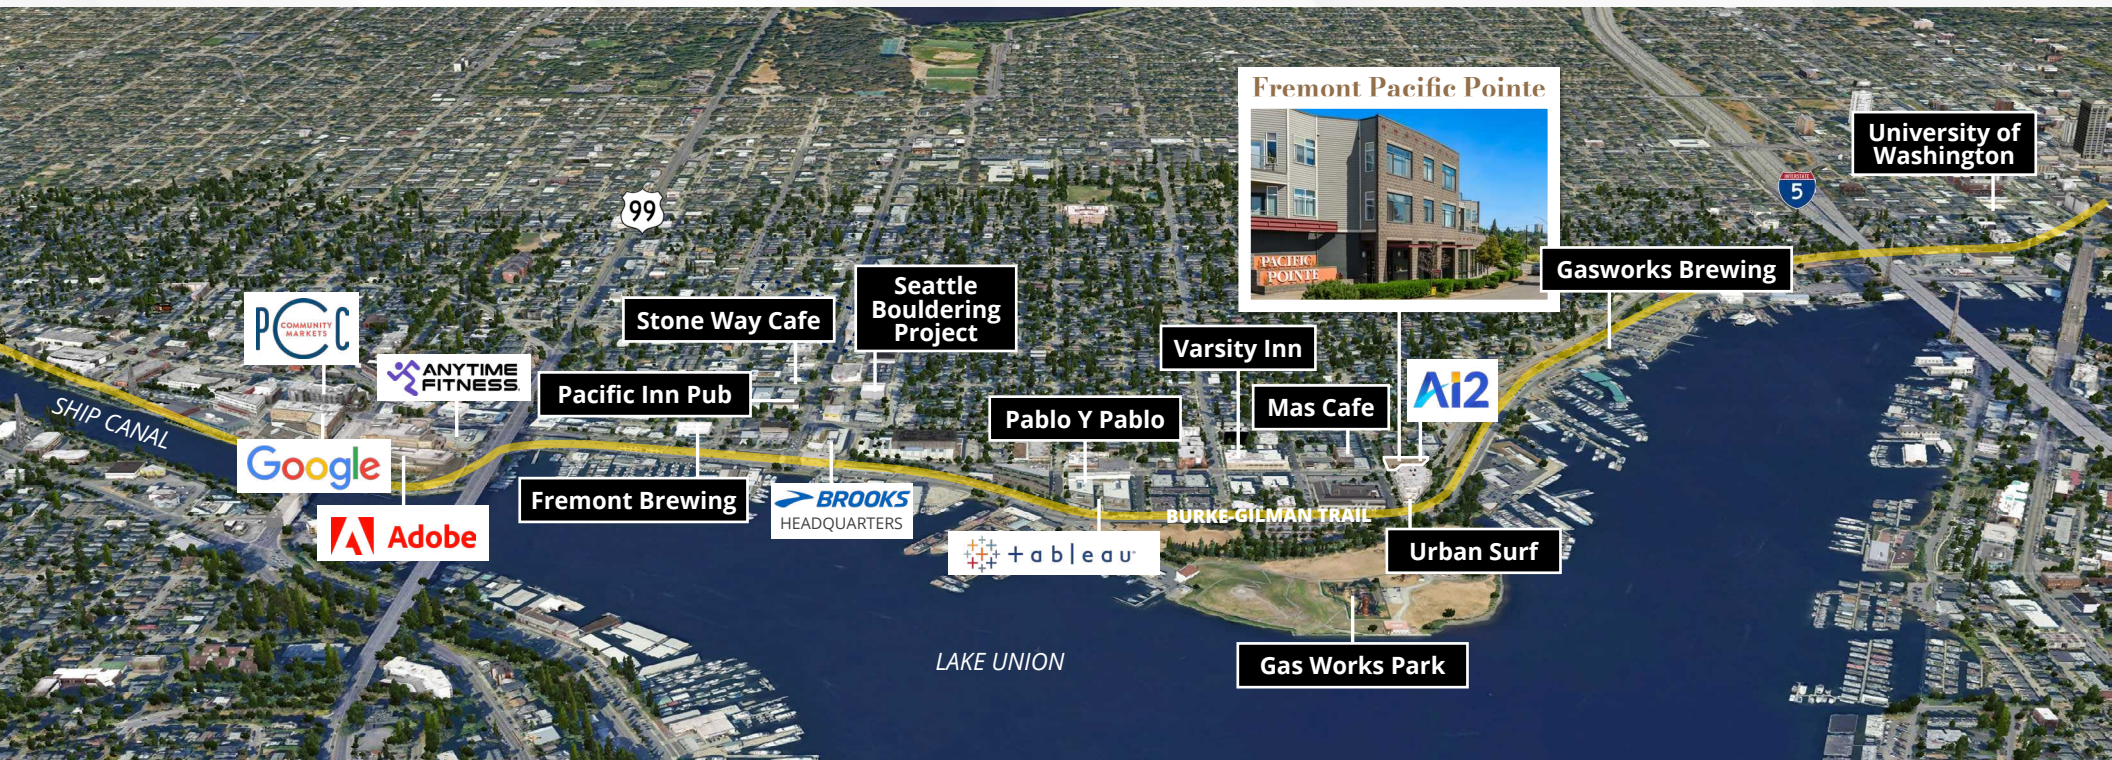 Fremont Pacific Pointe
PACIFIC
POINTE
University of
Washington
INTERSTATE
5
99
Gasworks Brewing
Seattle
Bouldering
Project
Stone Way Cafe
PCC
COMMUNITY
MARKETS
ANYTIME
FITNESS
Varsity Inn
Pacific Inn Pub
Ai2
Mas Cafe
Pablo Y Pablo
SHIP CANAL
Google
Fremont Brewing
BROOKS
HEADQUARTERS
BURKE-GILMAN TRAIL
Adobe
+ableau
Urban Surf
LAKE UNION
Gas Works Park